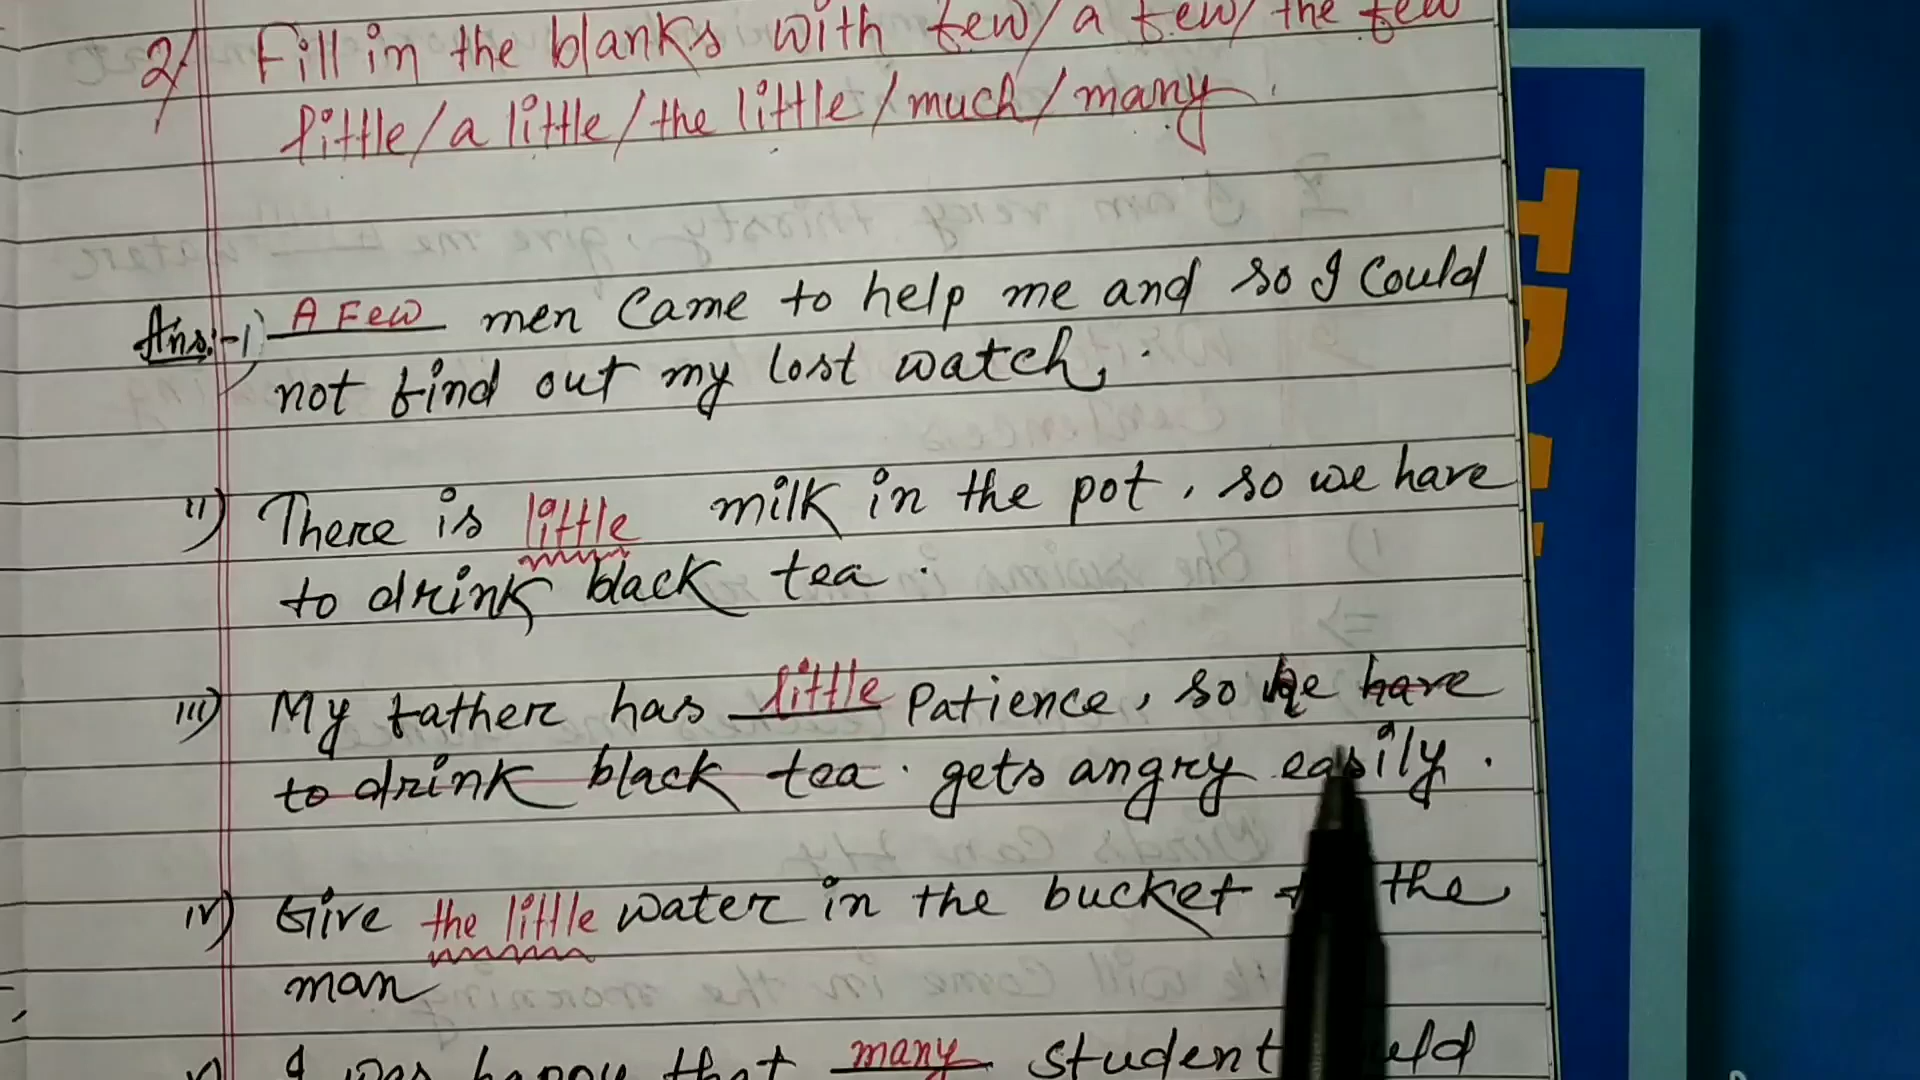 2/ Fill in the blanks with few/a few/the few
little/a little/the little/much/many.
Ans:-i) A Few men came to help me and so I could
not find out my lost watch.
ii) There is little milk in the pot, so we have
to drink black tea.
iii) My father has little patience, so he have
to drink black tea. gets angry easily.
iv) Give the little water in the bucket the
man
I was happy that many student